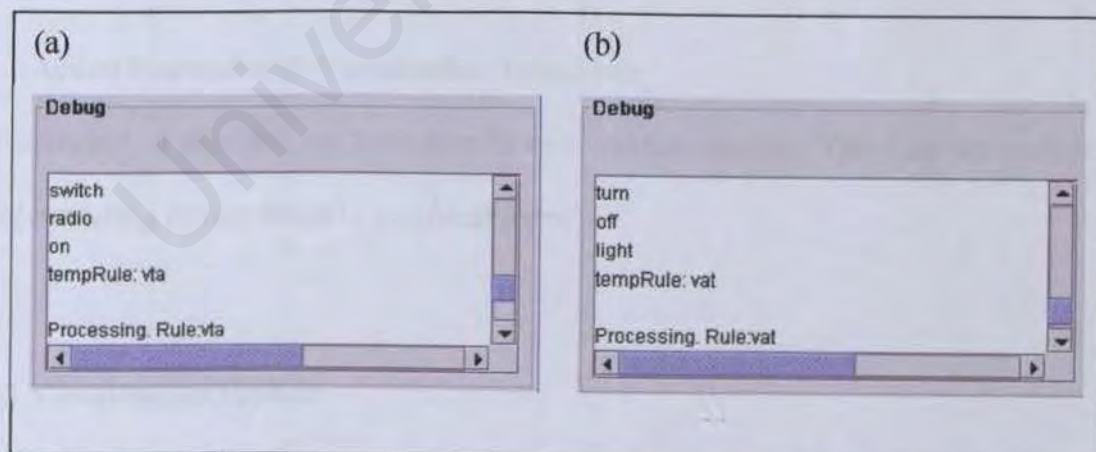 (a)
Debug
switch
radio
on
tempRule: vta
Processing. Rule:vta
(b)
Debug
turn
off
light
tempRule: vat
Processing. Rule:vat